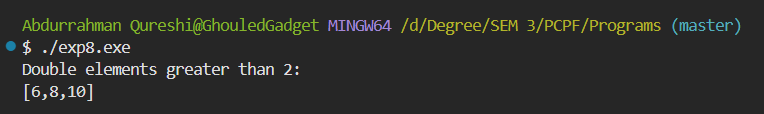 Abdurrahman Qureshi@GhouledGadget MINGW64 /d/Degree/SEM 3/PCPF/Programs (master)
$ ./exp8.exe
Double elements greater than 2:
[6,8,10]